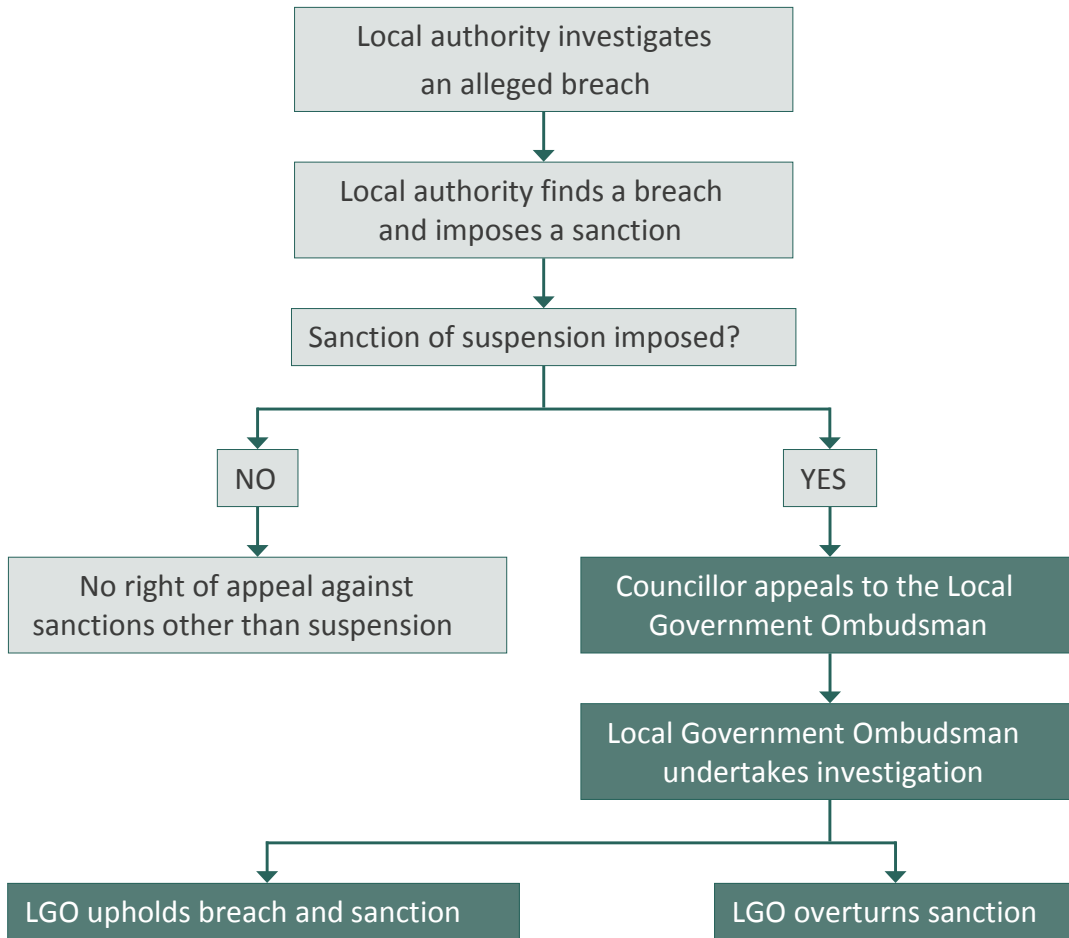 Local authority investigates
an alleged breach
Local authority finds a breach
and imposes a sanction
Sanction of suspension imposed?
NO
YES
No right of appeal against
sanctions other than suspension
Councillor appeals to the Local
Government Ombudsman
Local Government Ombudsman
undertakes investigation
LGO upholds breach and sanction
LGO overturns sanction